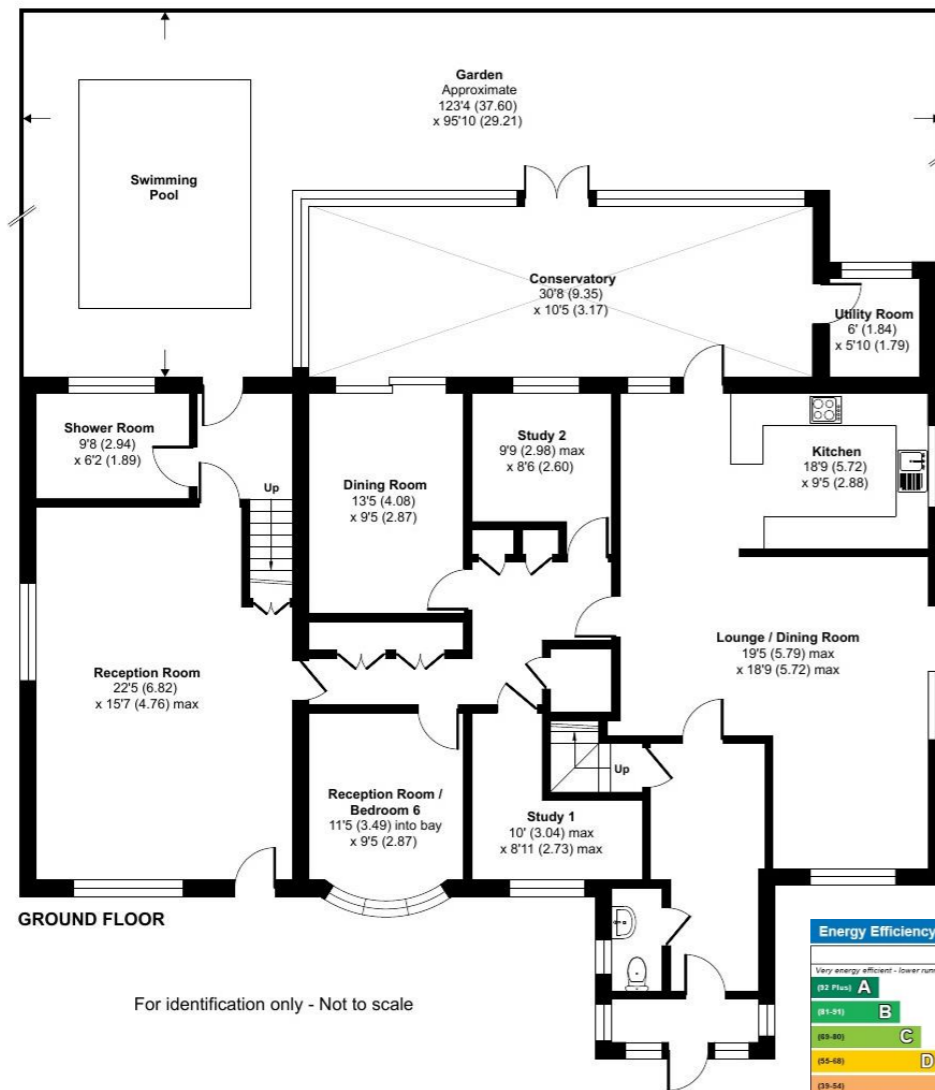 Garden
Approximate
123'4 (37.60)
x 95'10 (29.21)
Swimming
Pool
Conservatory
30'8 (9.35)
x 10'5 (3.17)
Utility Room
6' (1.84)
x 5'10 (1.79)
Shower Room
9'8 (2.94)
x 6'2 (1.89)
Up
Dining Room
13'5 (4.08)
x 9'5 (2.87)
Study 2
9'9 (2.98) max
x 8'6 (2.60)
Kitchen
18'9 (5.72)
x 9'5 (2.88)
Reception Room
22'5 (6.82)
x 15'7 (4.76) max
Lounge / Dining Room
19'5 (5.79) max
x 18'9 (5.72) max
Reception Room /
Bedroom 6
11'5 (3.49) into bay
x 9'5 (2.87)
Study 1
10' (3.04) max
x 8'11 (2.73) max
Up
GROUND FLOOR
For identification only - Not to scale
Energy Efficiency
Very energy efficient - lower
(92 Plus) A
(81-91) B
(69-80) C
(55-68) D
(39-54)